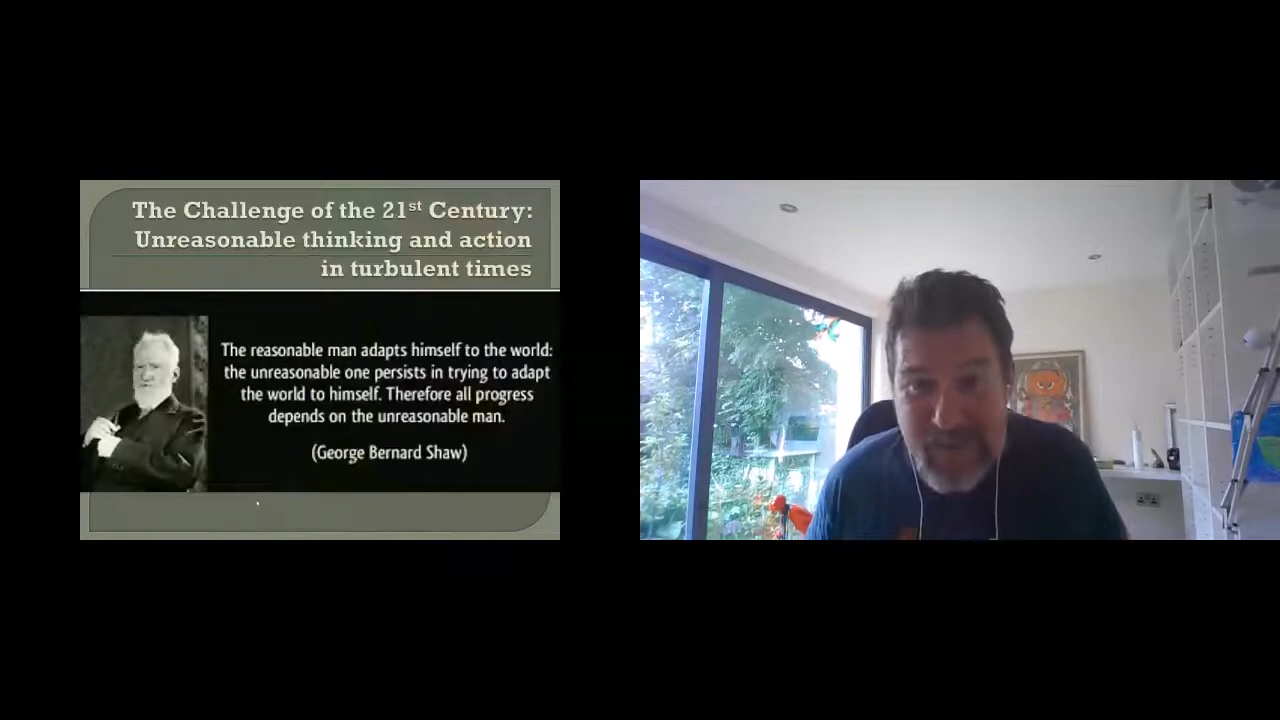 The Challenge of the 21st Century:
Unreasonable thinking and action
in turbulent times
The reasonable man adapts himself to the world:
the unreasonable one persists in trying to adapt
the world to himself. Therefore all progress
depends on the unreasonable man.
(George Bernard Shaw)